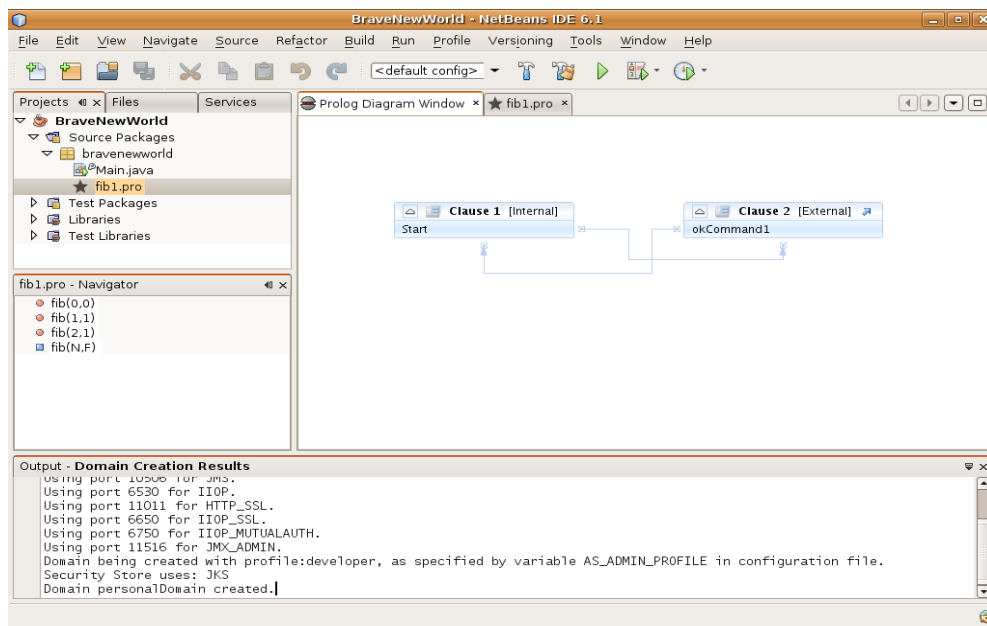 BraveNewWorld - NetBeans IDE 6.1
File Edit View Navigate Source Refactor Build Run Profile Versioning Tools Window Help
<default config>
Projects Files Services
Prolog Diagram Window fib1.pro
BraveNewWorld
Source Packages
bravenewworld
Main.java
fib1.pro
Test Packages
Libraries
Test Libraries
Clause 1 [Internal]
Start
Clause 2 [External]
okCommand1
fib1.pro - Navigator
fib(0,0)
fib(1,1)
fib(2,1)
fib(N,F)
Output - Domain Creation Results
Using port 10506 for JMS.
Using port 6530 for IIOP.
Using port 11011 for HTTP_SSL.
Using port 6650 for IIOP_SSL.
Using port 6750 for IIOP_MUTUALAUTH.
Using port 11516 for JMX_ADMIN.
Domain being created with profile:developer, as specified by variable AS_ADMIN_PROFILE in configuration file.
Security Store uses: JKS
Domain personalDomain created.